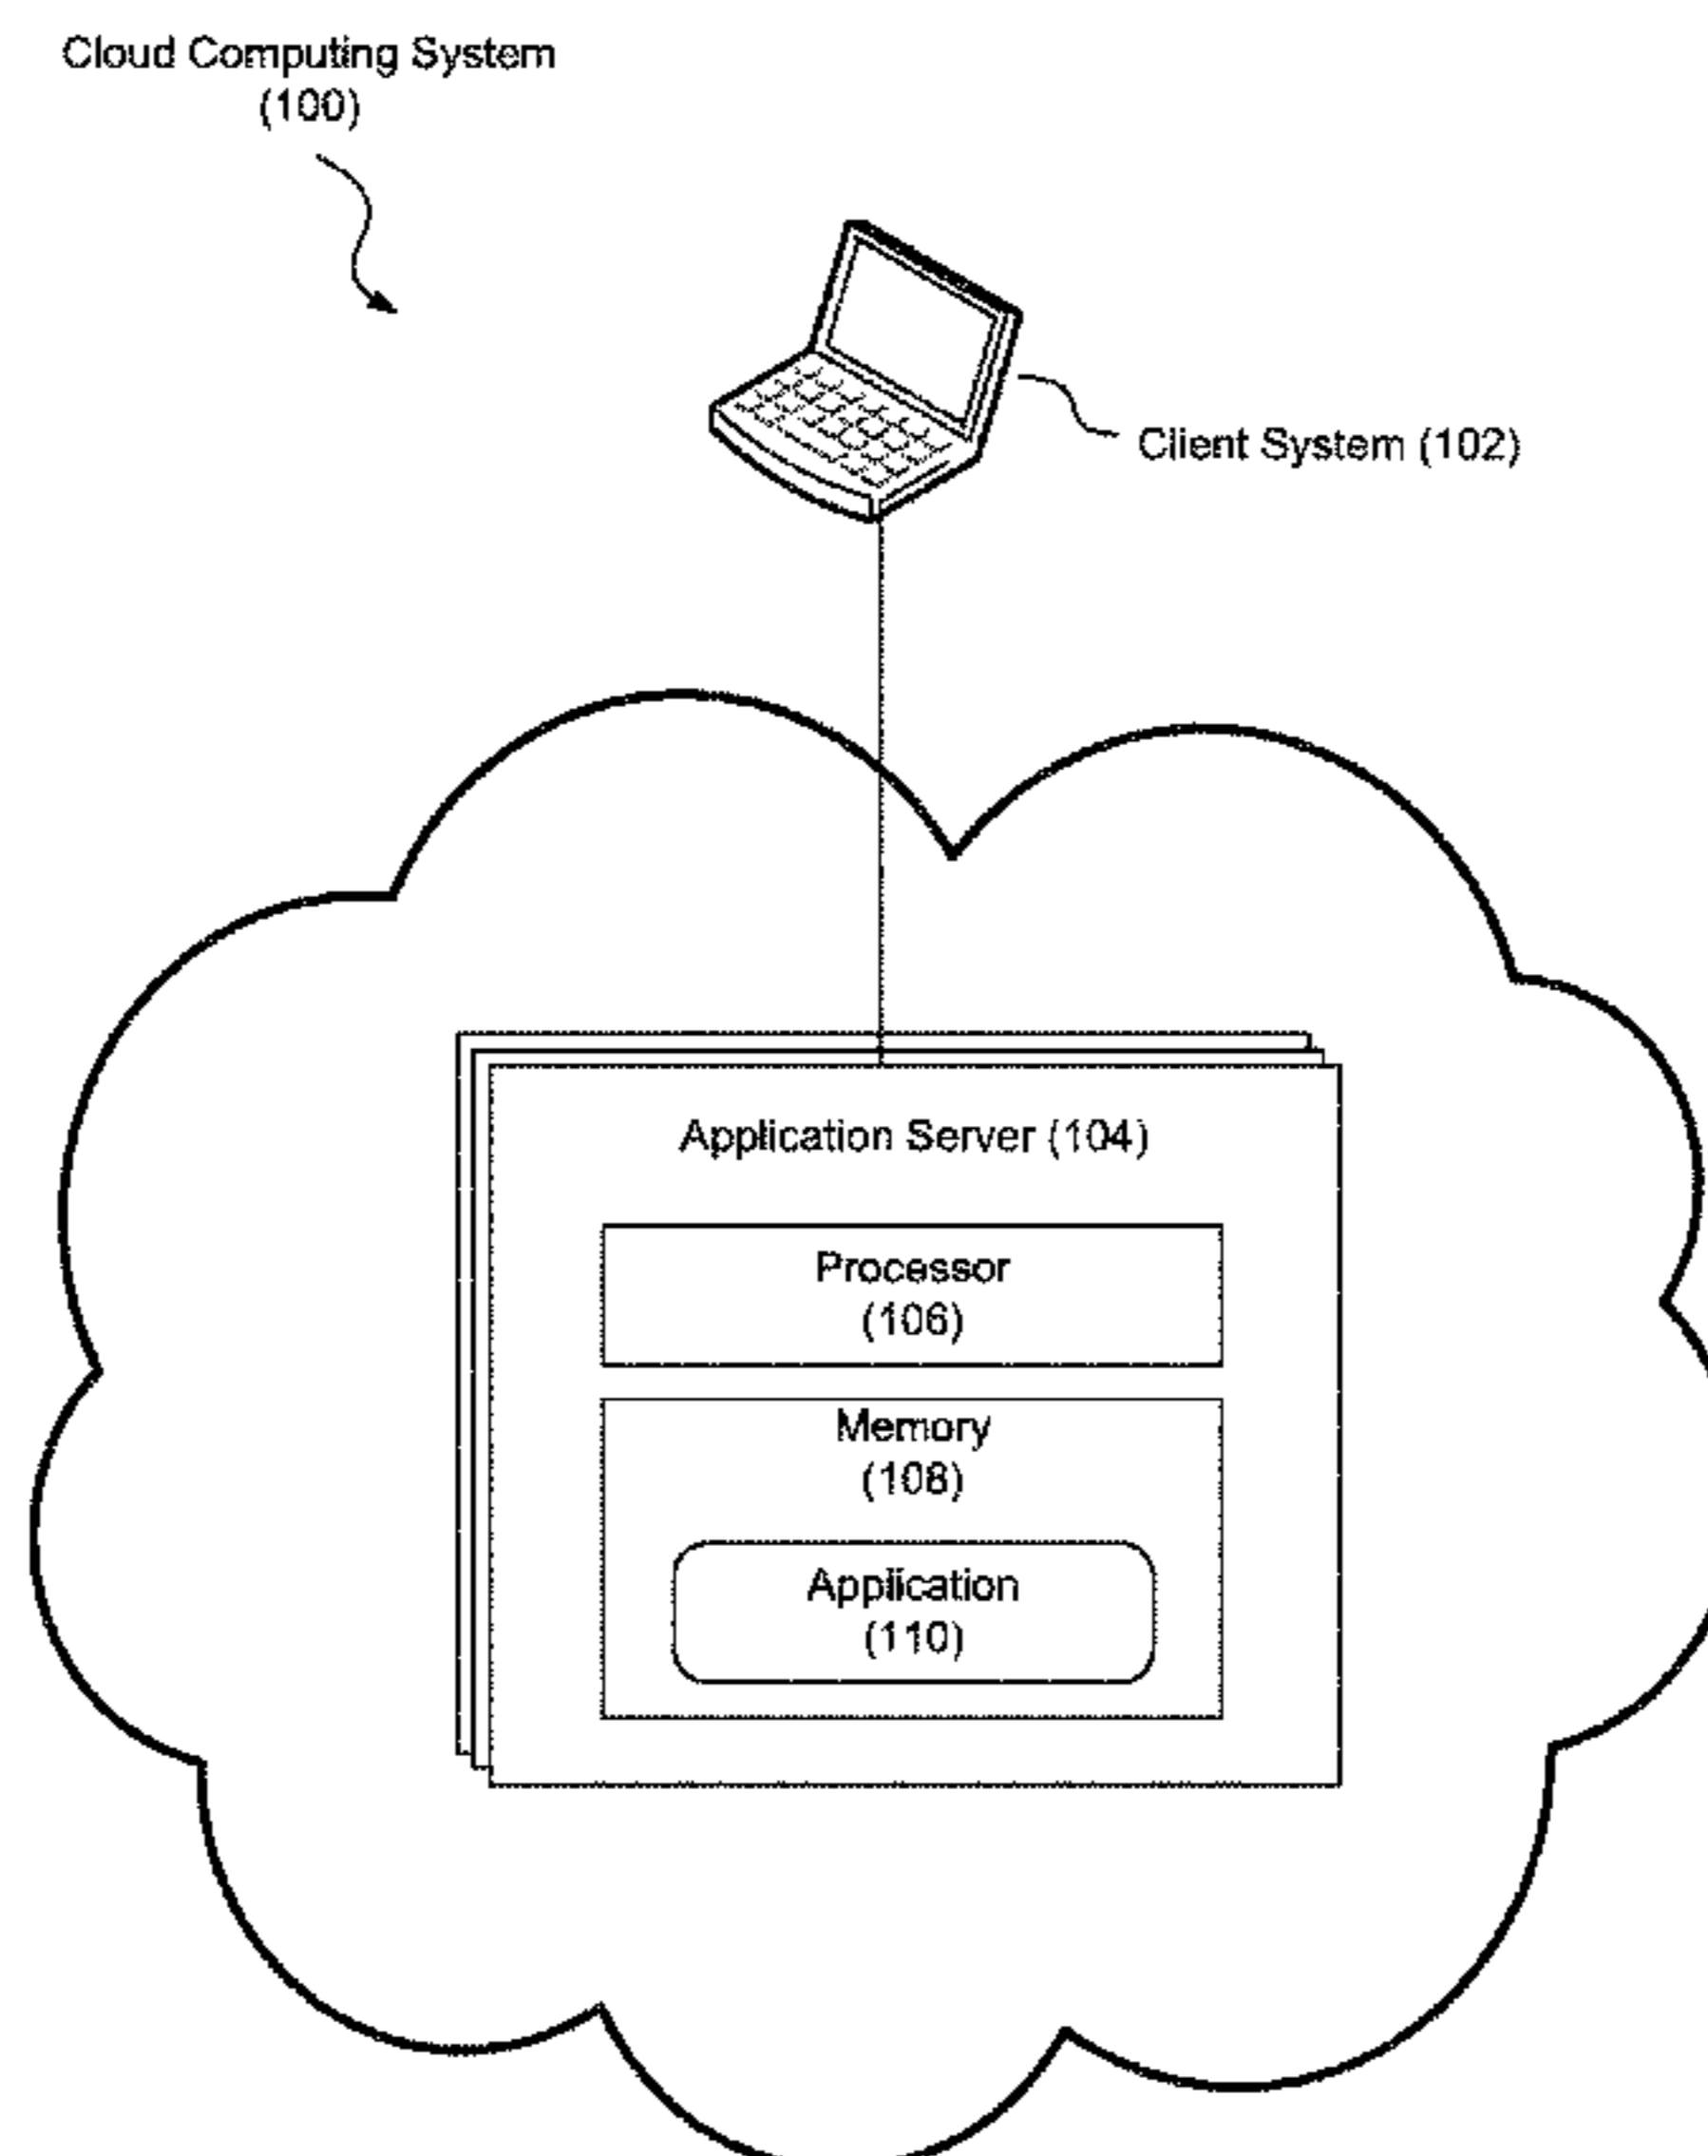 Cloud Computing System
(100)
Client System (102)
Application Server (104)
Processor
(106)
Memory
(108)
Application
(110)